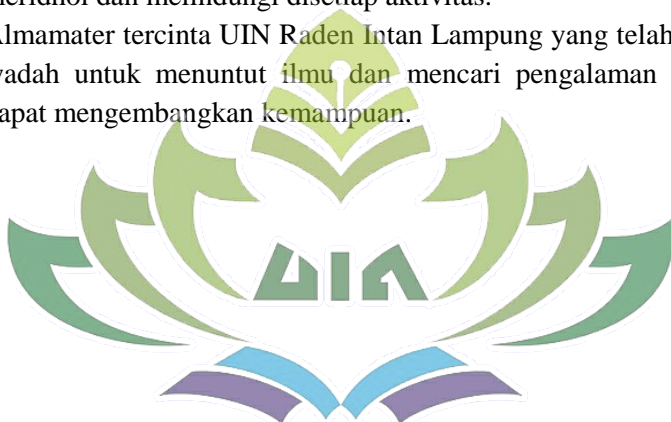 meridhoi dan melindungi disetiap aktivitas.
Almamater tercinta UIN Raden Intan Lampung yang telah
wadah untuk menuntut ilmu dan mencari pengalaman
dapat mengembangkan kemampuan.
UIN